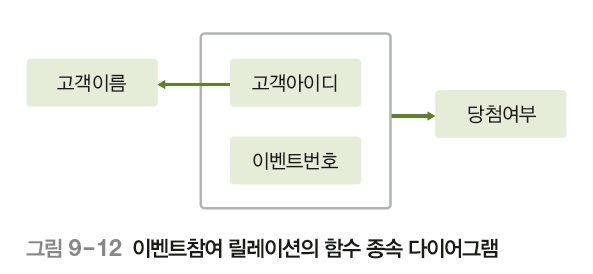 고객이름
고객아이디
당첨여부
이벤트번호
그림 9-12 이벤트참여 릴레이션의 함수 종속 다이어그램